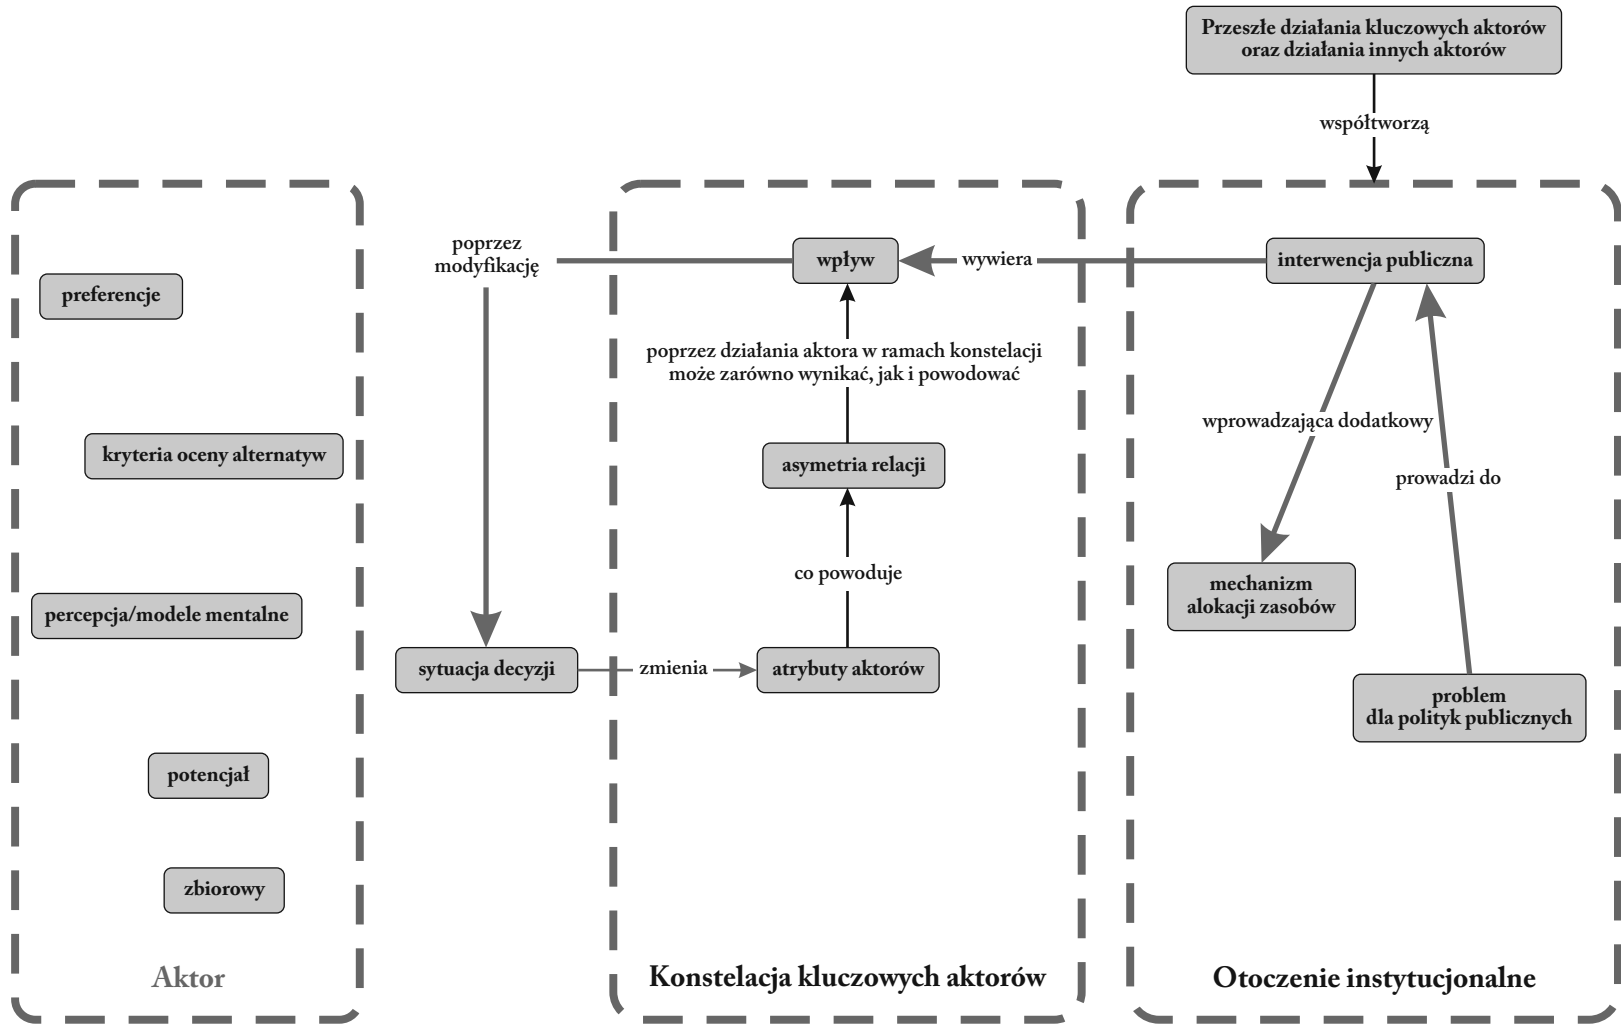 Przeszłe działania kluczowych aktorów
oraz działania innych aktorów
współtworzą
poprzez
modyfikację
wpływ
wywiera
interwencja publiczna
preferencje
poprzez działania aktora w ramach konstelacji
może zarówno wynikać, jak i powodować
wprowadzająca dodatkowy
kryteria oceny alternatyw
asymetria relacji
prowadzi do
co powoduje
mechanizm
alokacji zasobów
percepcja/modele mentalne
sytuacja decyzji
zmienia
atrybuty aktorów
problem
dla polityk publicznych
potencjał
zbiorowy
Aktor
Konstelacja kluczowych aktorów
Otoczenie instytucjonalne